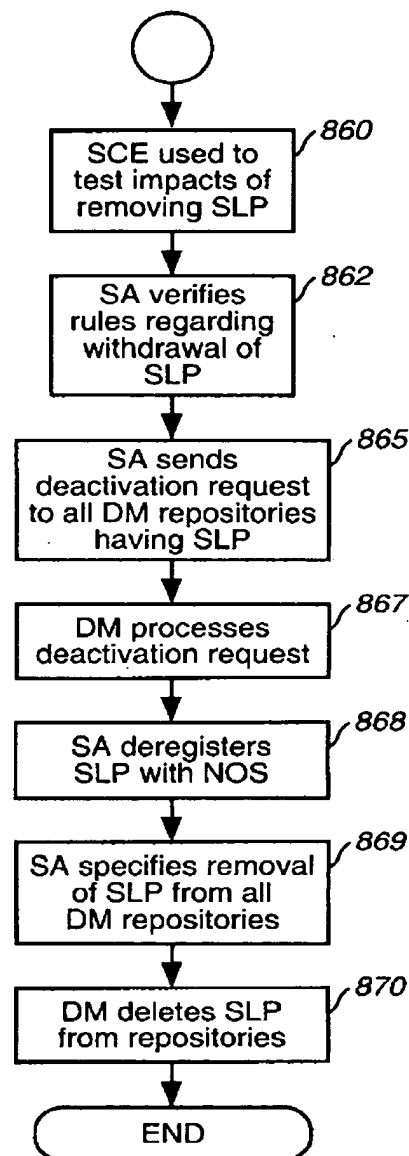 860
SCE used to
test impacts of
removing SLP
862
SA verifies
rules regarding
withdrawal of
SLP
865
SA sends
deactivation request
to all DM repositories
having SLP
867
DM processes
deactivation request
868
SA deregisters
SLP with NOS
869
SA specifies removal
of SLP from all
DM repositories
870
DM deletes SLP
from repositories
END